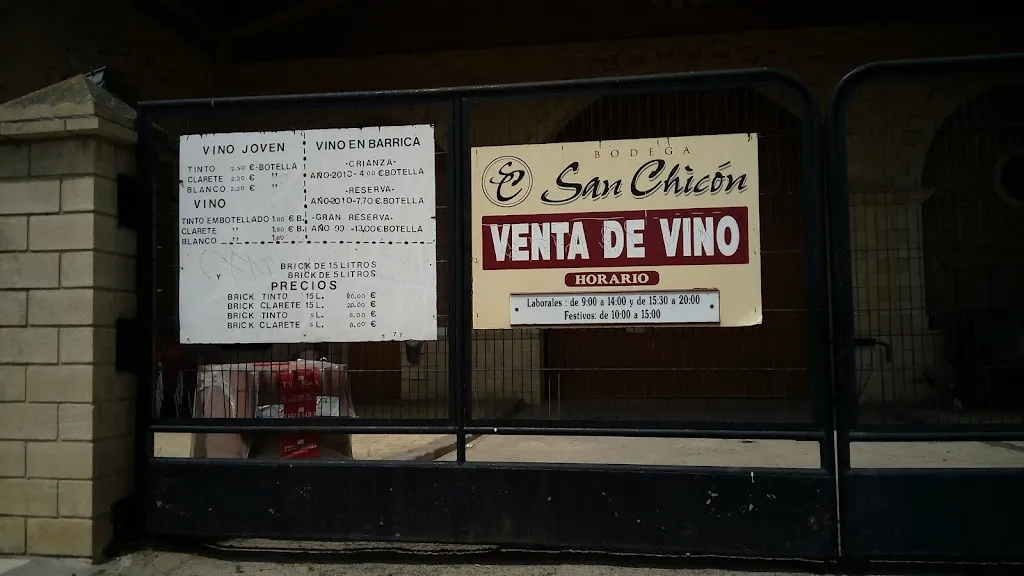 VINO JOVEN
TINTO 2.50 €-BOTELLA
CLARETE 2.30 € "
BLANCO 2.30 € "
VINO
TINTO EMBOTELLADO 1.80 € B.
CLARETE " 1.80 € B.
BLANCO " 1.80
VINO EN BARRICA
-CRIANZA-
AÑO-2013-4,00 €BOTELLA
-RESERVA-
AÑO-2010-7.70 €-BOTELLA
-GRAN RESERVA-
AÑO 99 -13,00€BOTELLA
BRICK DE 15 LITROS
Y BRICK DE 5 LITROS
PRECIOS
BRICK TINTO 15 L. 20.00 €
BRICK CLARETE 15 L. 20.00 €
BRICK TINTO 5 L. 8.00 €
BRICK CLARETE 5 L. 8.00 €
SC
BODEGA
San Chicón
VENTA DE VINO
HORARIO
Laborales : de 9:00 a 14:00 y de 15:30 a 20:00
Festivos: de 10:00 a 15:00